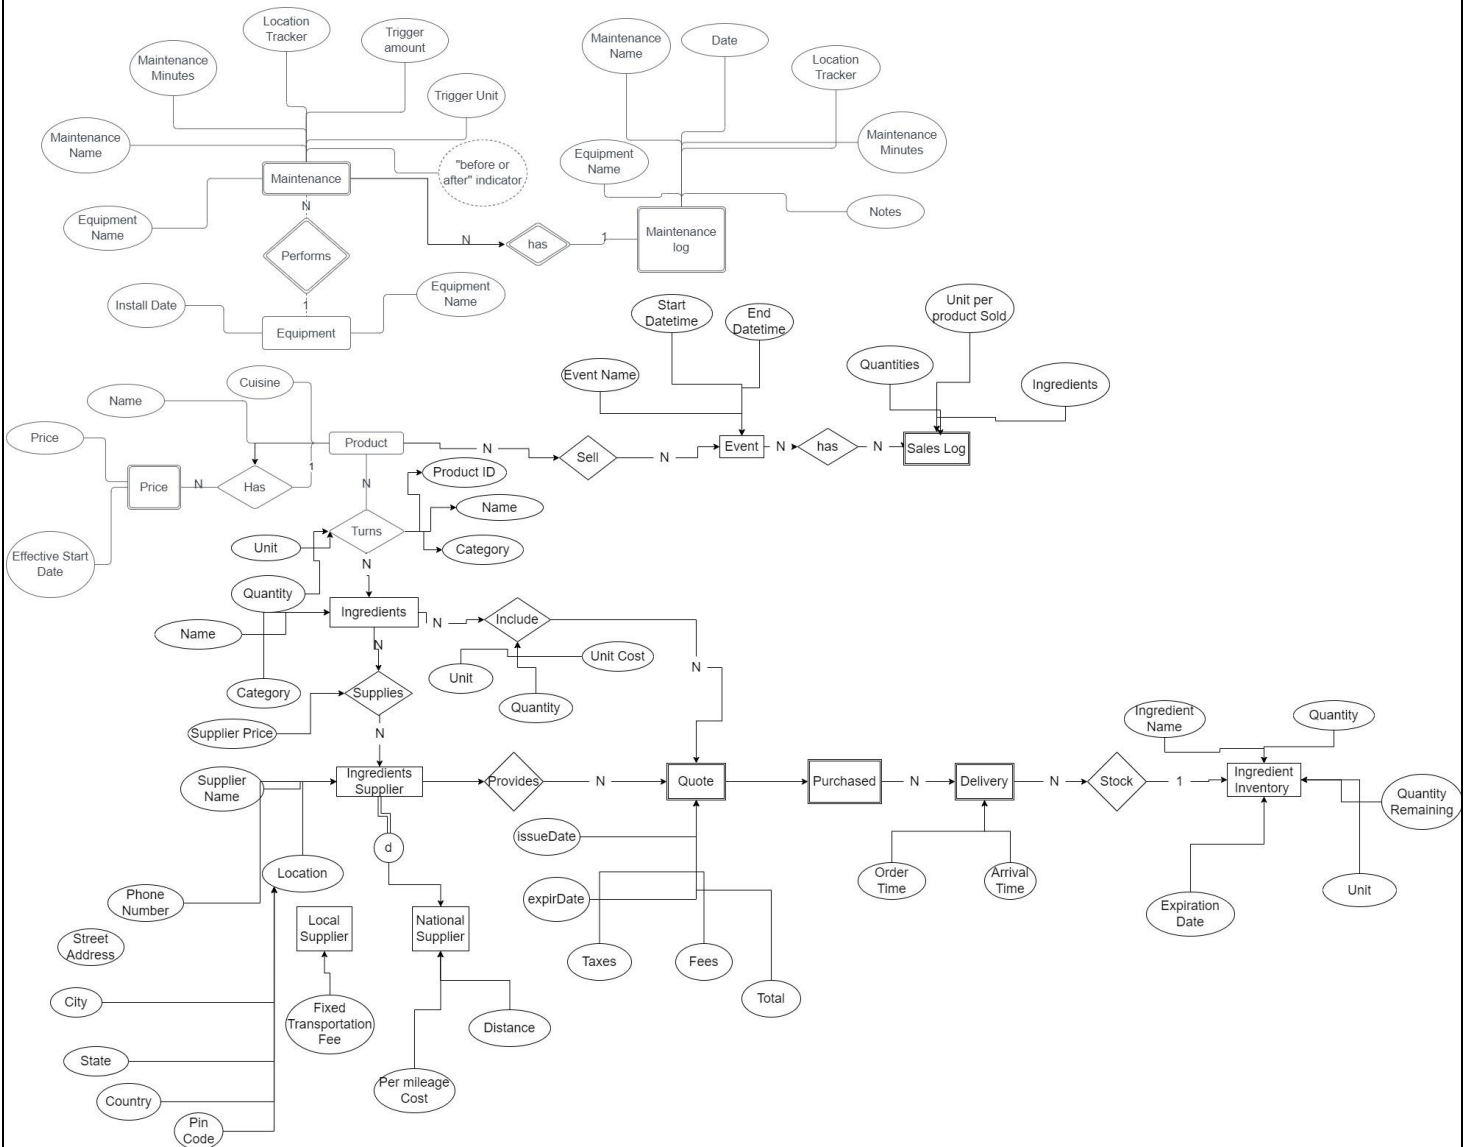 Location
Tracker
Trigger
amount
Maintenance
Minutes
Trigger Unit
Maintenance
Name
"before or
after" indicator
Maintenance
Equipment
Name
N
Performs
1
Install Date
Equipment
Name
Equipment
N
has
1
Maintenance
Name
Date
Location
Tracker
Equipment
Name
Maintenance
Minutes
Notes
Maintenance
log
Start
Datetime
End
Datetime
Unit per
product Sold
Event Name
Quantities
Ingredients
Cuisine
Name
Price
Product
N
Sell
N
Event
N
has
N
Sales Log
Price
N
Has
1
N
Product ID
Name
Category
Turns
Unit
Effective Start
Date
N
Quantity
Ingredients
N
Include
Name
N
Unit
Unit Cost
N
Category
Supplies
Quantity
Supplier Price
N
Ingredient
Name
Quantity
Supplier
Name
Ingredients
Supplier
Provides
N
Quote
Purchased
N
Delivery
N
Stock
1
Ingredient
Inventory
Quantity
Remaining
issueDate
d
Location
Order
Time
Arrival
Time
Unit
Phone
Number
expirDate
Expiration
Date
Local
Supplier
National
Supplier
Street
Address
Taxes
Fees
Total
City
Fixed
Transportation
Fee
Distance
State
Per mileage
Cost
Country
Pin
Code